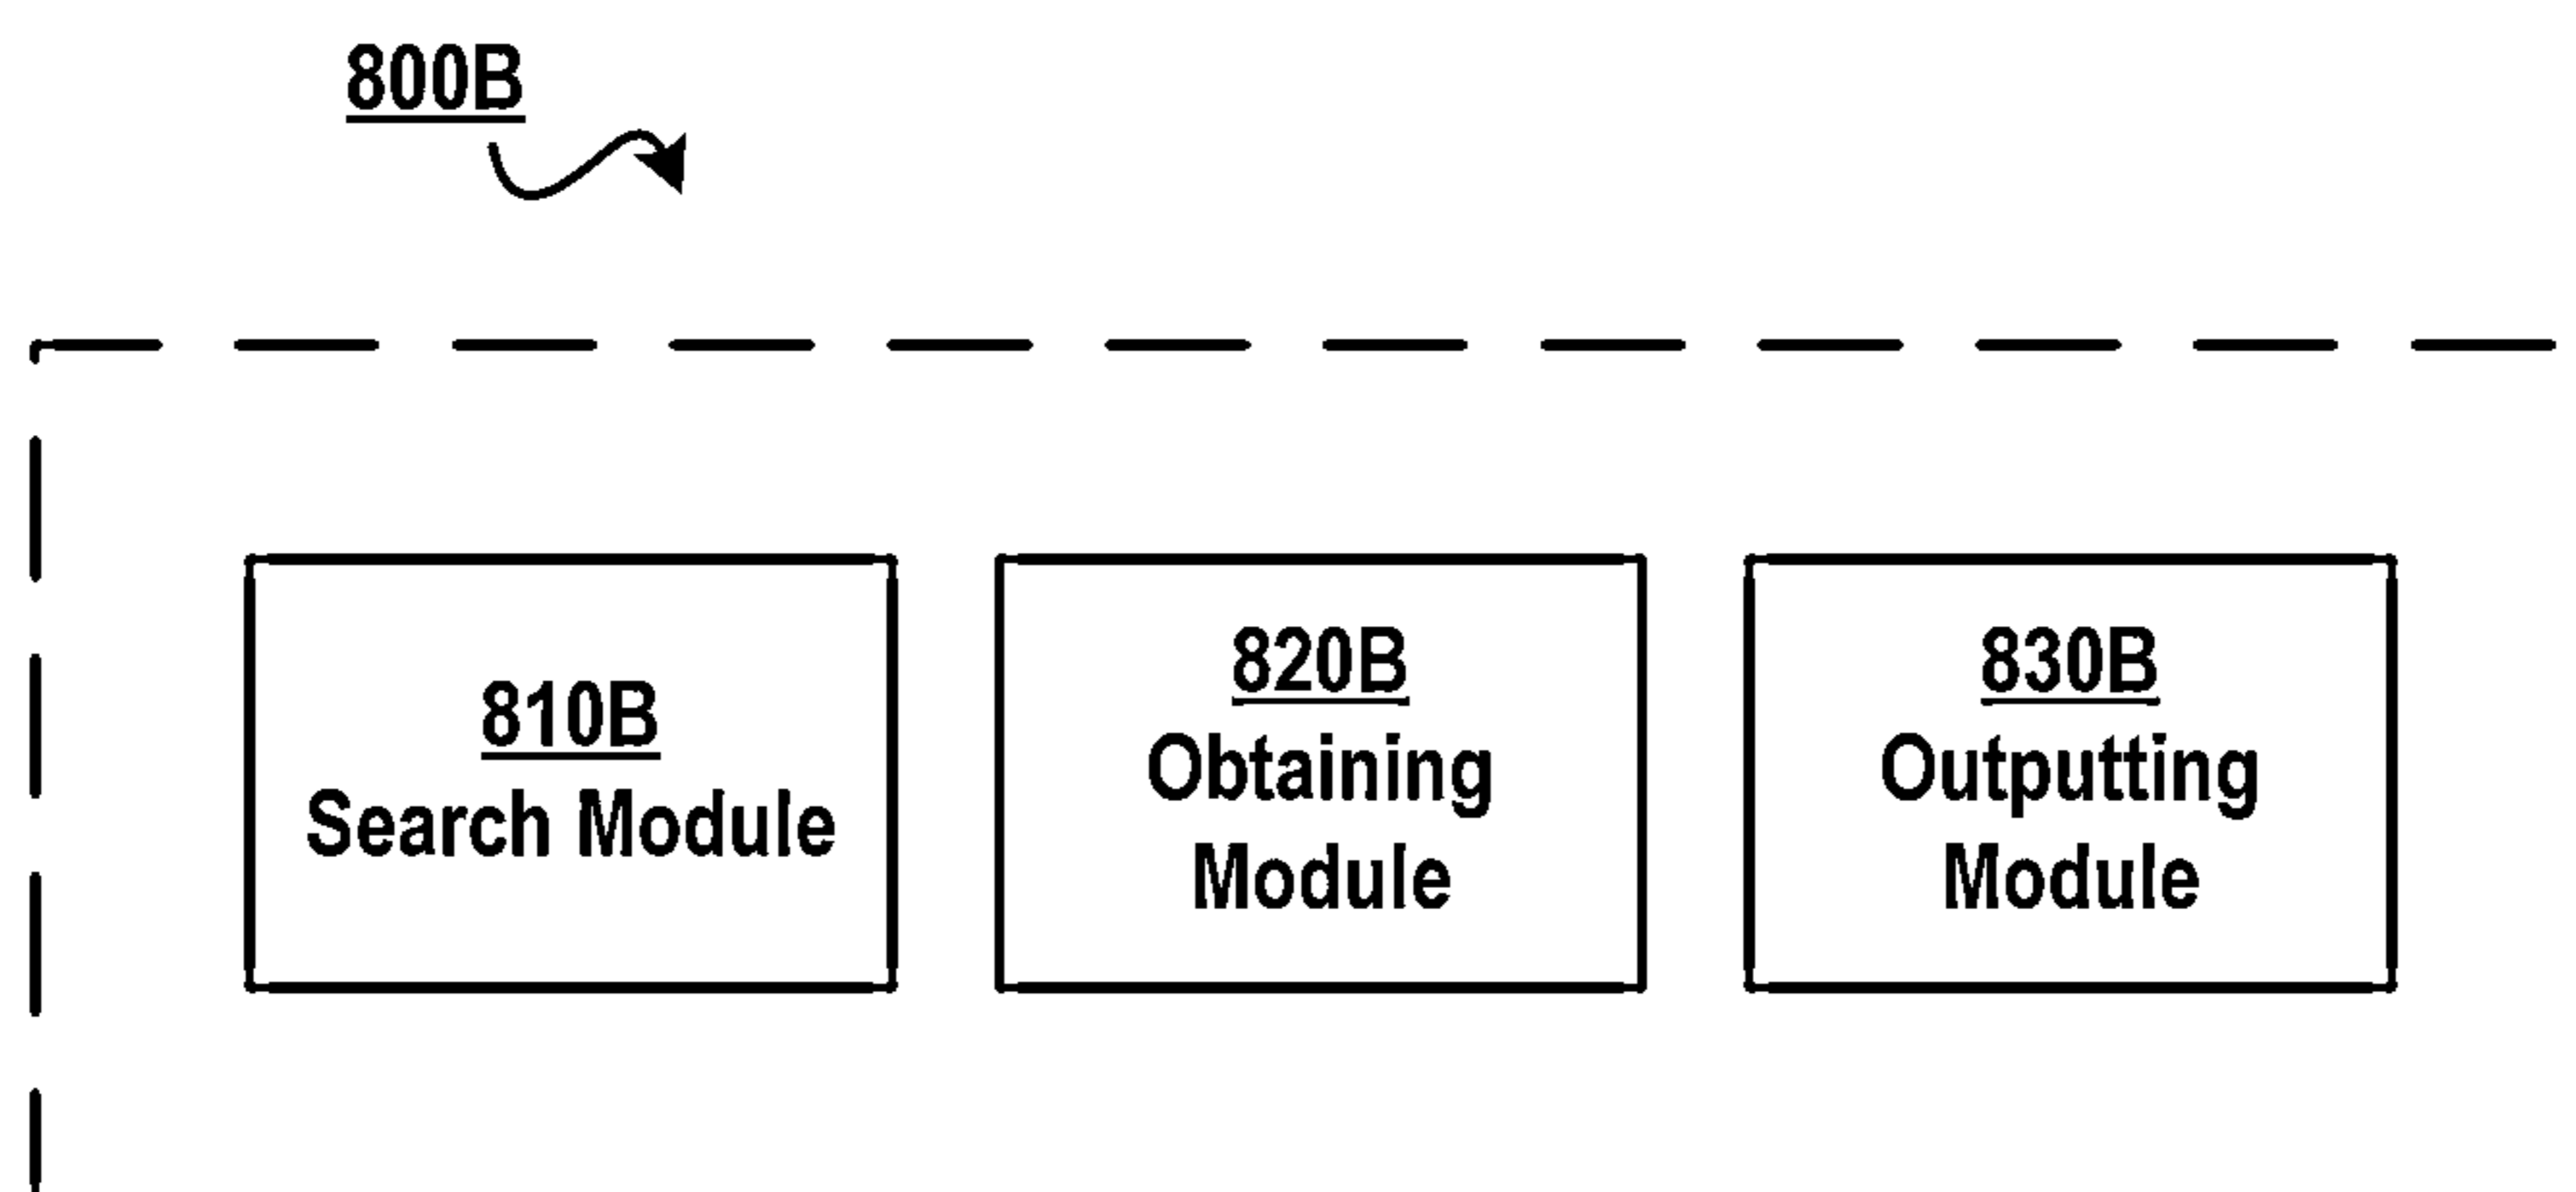 800B
810B
Search Module
820B
Obtaining
Module
830B
Outputting
Module